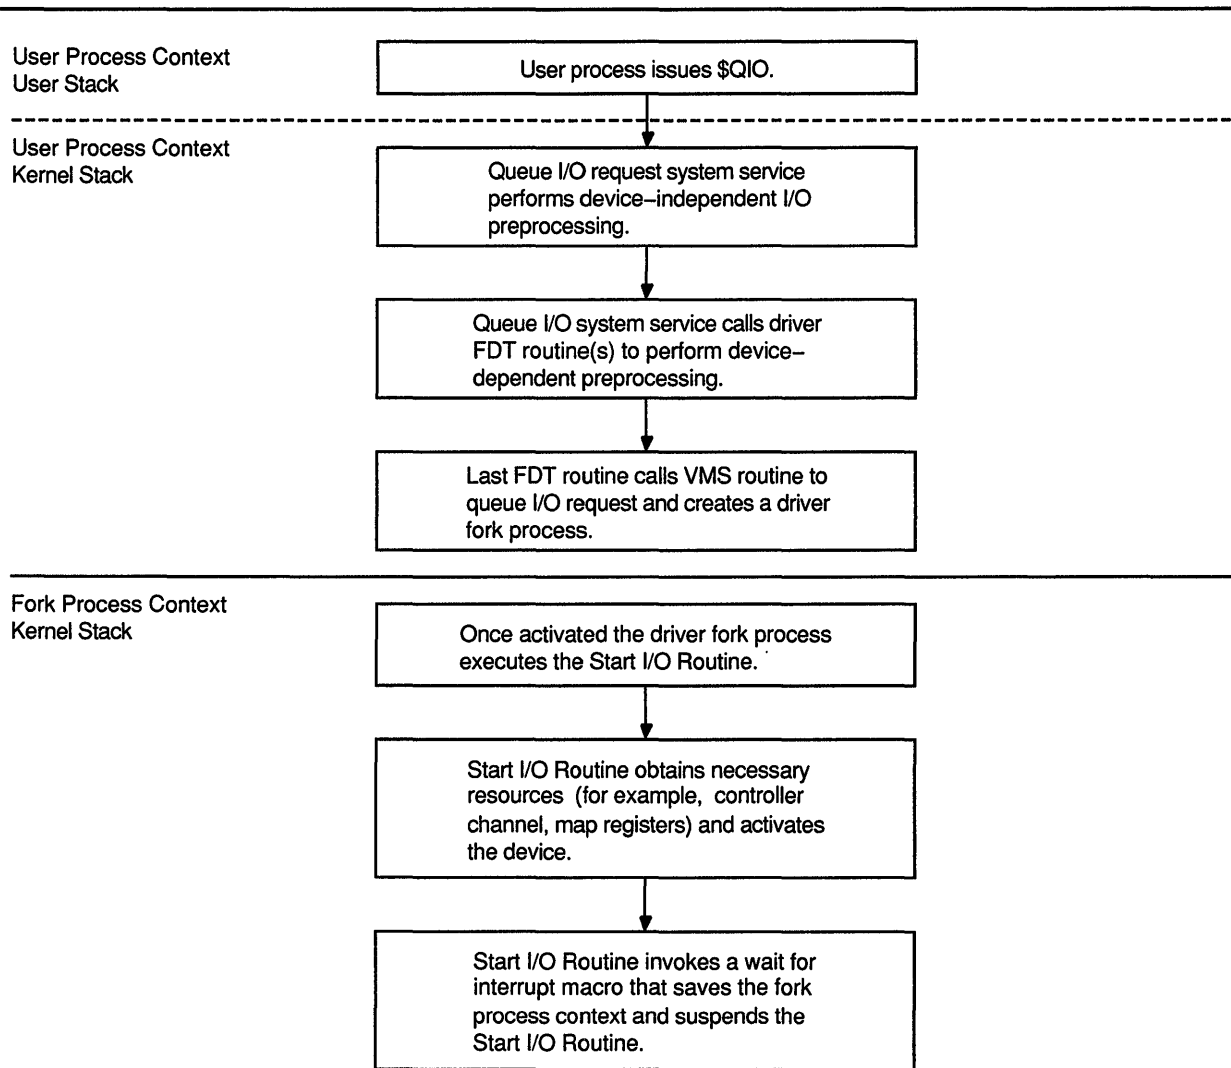 User Process Context
User Stack
User process issues $QIO.
User Process Context
Kernel Stack
Queue I/O request system service
performs device–independent I/O
preprocessing.
Queue I/O system service calls driver
FDT routine(s) to perform device–
dependent preprocessing.
Last FDT routine calls VMS routine to
queue I/O request and creates a driver
fork process.
Fork Process Context
Kernel Stack
Once activated the driver fork process
executes the Start I/O Routine.
Start I/O Routine obtains necessary
resources (for example, controller
channel, map registers) and activates
the device.
Start I/O Routine invokes a wait for
interrupt macro that saves the fork
process context and suspends the
Start I/O Routine.